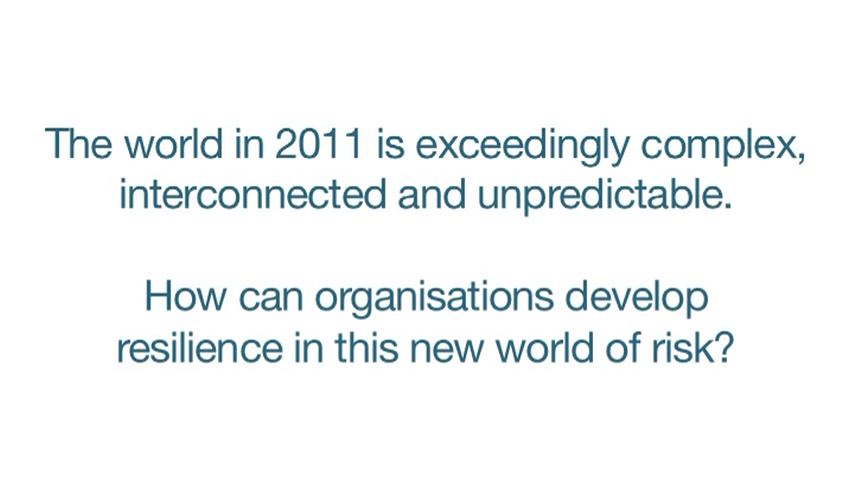 The world in 2011 is exceedingly complex,
interconnected and unpredictable.
How can organisations develop
resilience in this new world of risk?